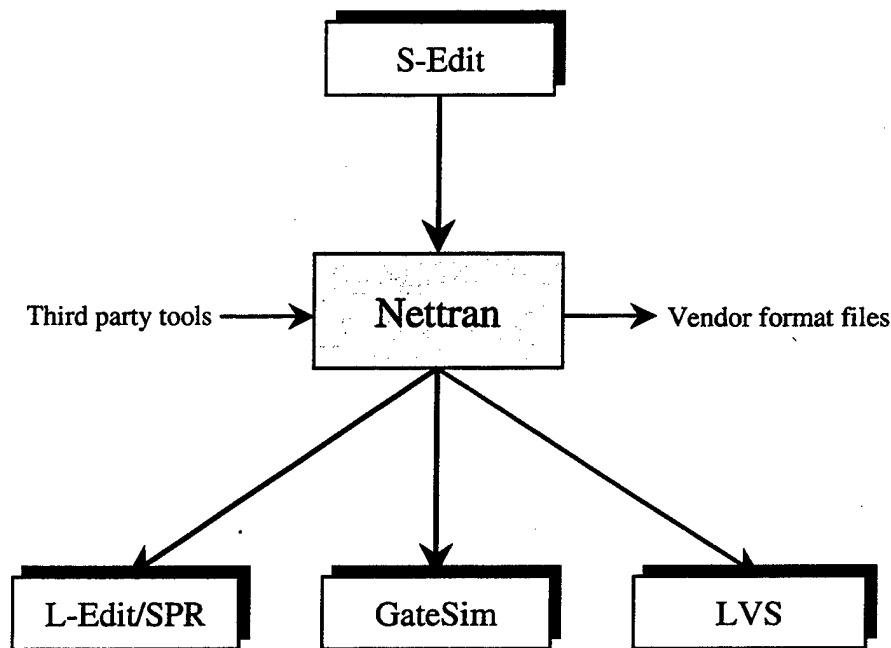 S-Edit
Third party tools
Nettran
Vendor format files
L-Edit/SPR
GateSim
LVS